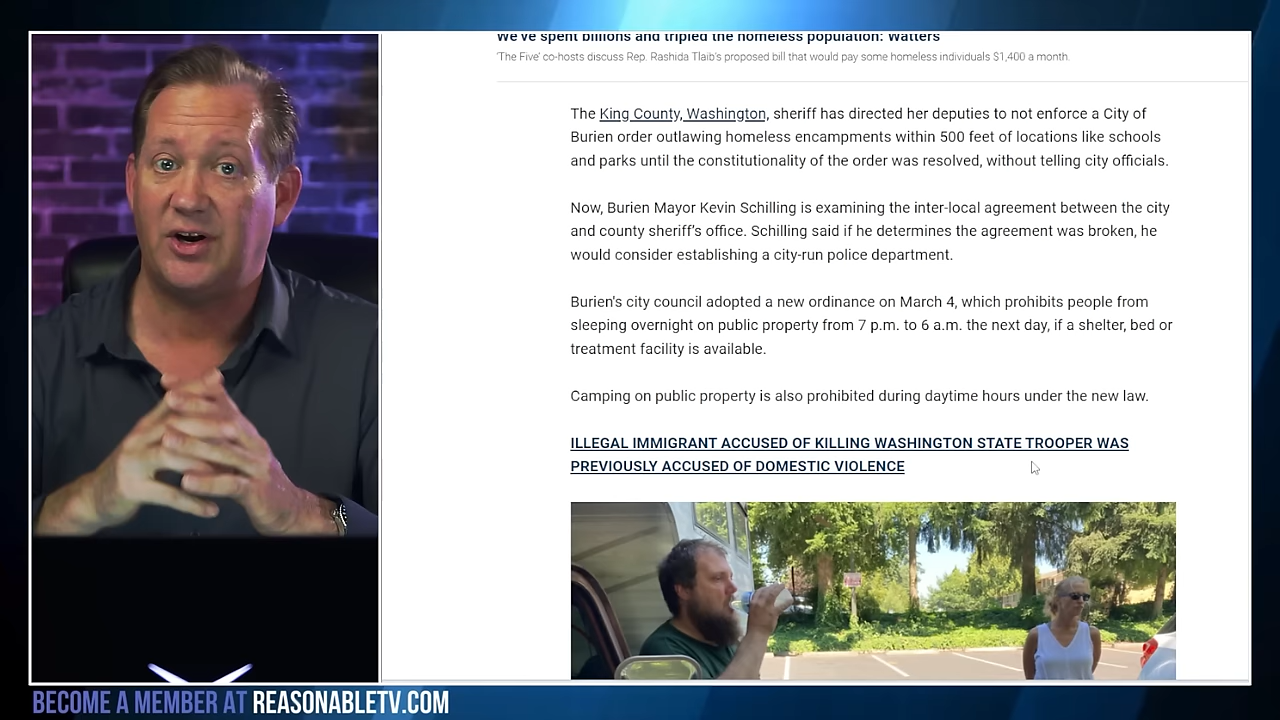 We've spent billions and tripled the homeless population: Watters
'The Five' co-hosts discuss Rep. Rashida Tlaib's proposed bill that would pay some homeless individuals $1,400 a month.
The King County, Washington, sheriff has directed her deputies to not enforce a City of
Burien order outlawing homeless encampments within 500 feet of locations like schools
and parks until the constitutionality of the order was resolved, without telling city officials.
Now, Burien Mayor Kevin Schilling is examining the inter-local agreement between the city
and county sheriff's office. Schilling said if he determines the agreement was broken, he
would consider establishing a city-run police department.
Burien's city council adopted a new ordinance on March 4, which prohibits people from
sleeping overnight on public property from 7 p.m. to 6 a.m. the next day, if a shelter, bed or
treatment facility is available.
Camping on public property is also prohibited during daytime hours under the new law.
ILLEGAL IMMIGRANT ACCUSED OF KILLING WASHINGTON STATE TROOPER WAS
PREVIOUSLY ACCUSED OF DOMESTIC VIOLENCE
BECOME A MEMBER AT REASONABLETV.COM